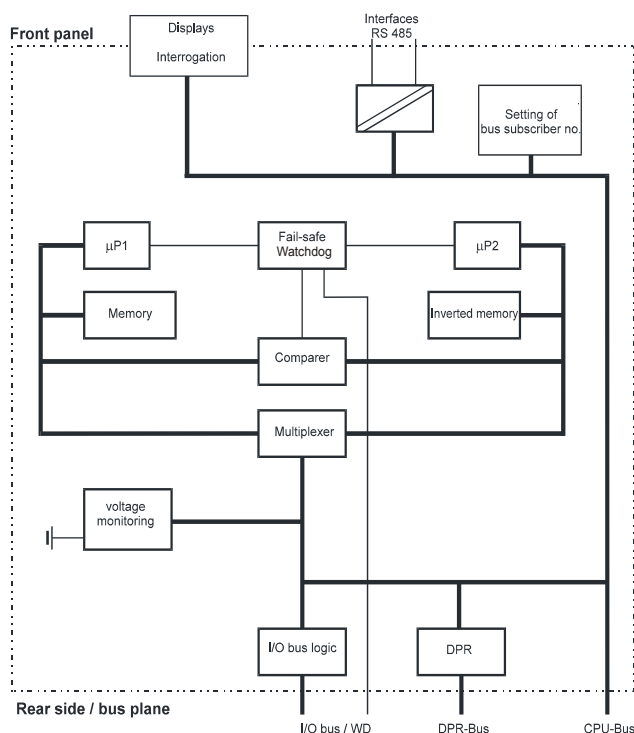 Displays
Interrogation
Interfaces
RS 485
Front panel
Setting of
bus subscriber no.
µP1
Fail-safe
Watchdog
µP2
Memory
Inverted memory
Comparer
Multiplexer
voltage
monitoring
I/O bus logic
DPR
Rear side / bus plane
I/O bus / WD
DPR-Bus
CPU-Bus